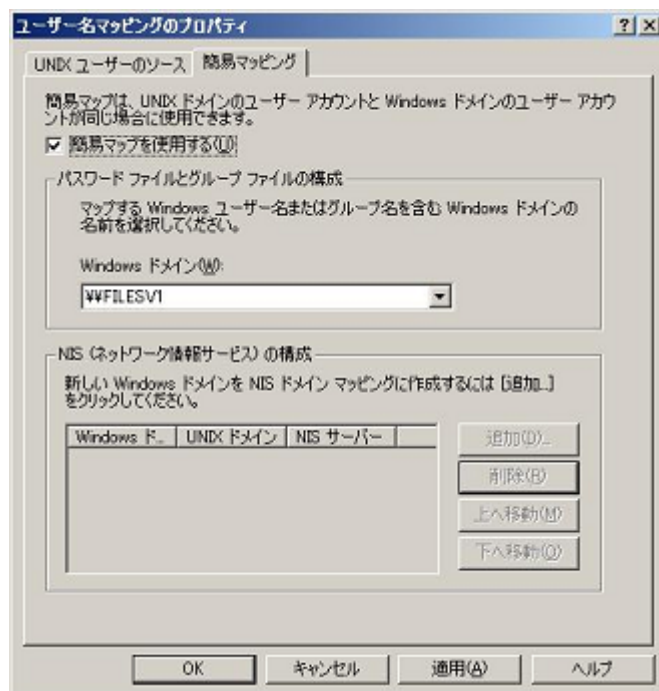 ユーザー名マッピングのプロパティ
UNIX ユーザーのソース 簡易マッピング
簡易マップは、UNIX ドメインのユーザー アカウントと Windows ドメインのユーザー アカウ
ントが同じ場合に使用できます。
簡易マップを使用する(U)
パスワード ファイルとグループ ファイルの構成
マップする Windows ユーザー名またはグループ名を含む Windows ドメインの
名前を選択してください。
Windows ドメイン(W):
¥¥FILESV1
NIS (ネットワーク情報サービス) の構成
新しい Windows ドメインを NIS ドメイン マッピングに作成するには [追加...]
をクリックしてください。
Windows ド... UNIX ドメイン NIS サーバー
追加(D)...
削除(R)
上へ移動(M)
下へ移動(O)
OK キャンセル 適用(A) ヘルプ